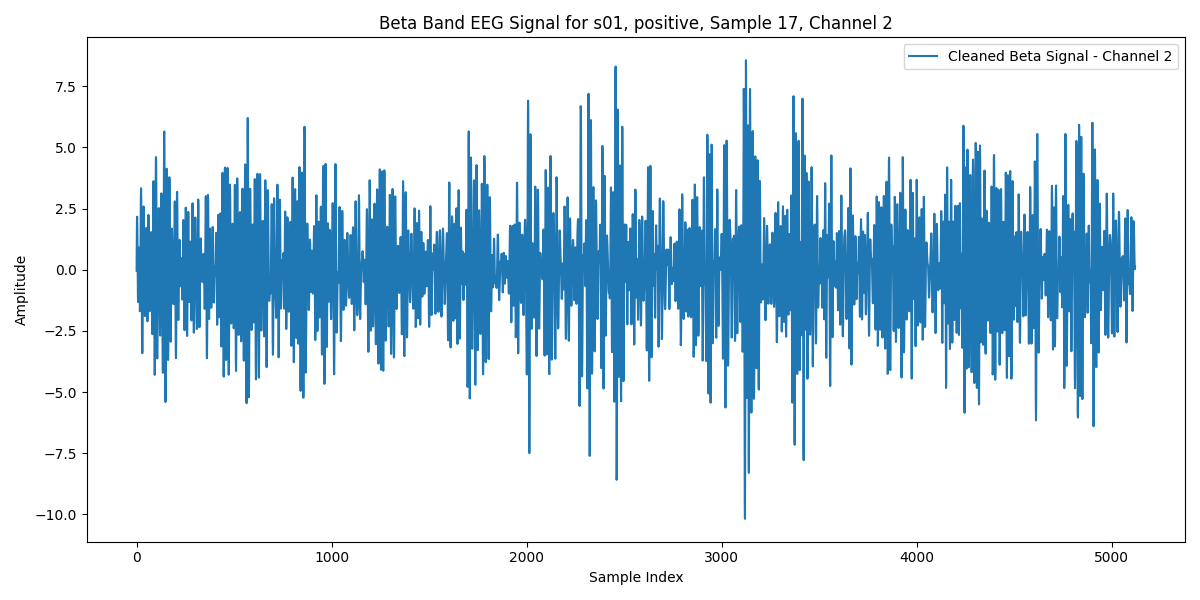 Beta Band EEG Signal for s01, positive, Sample 17, Channel 2
Cleaned Beta Signal - Channel 2
7.5
5.0
2.5
0.0
−2.5
−5.0
−7.5
−10.0
Amplitude
0 1000 2000 3000 4000 5000
Sample Index